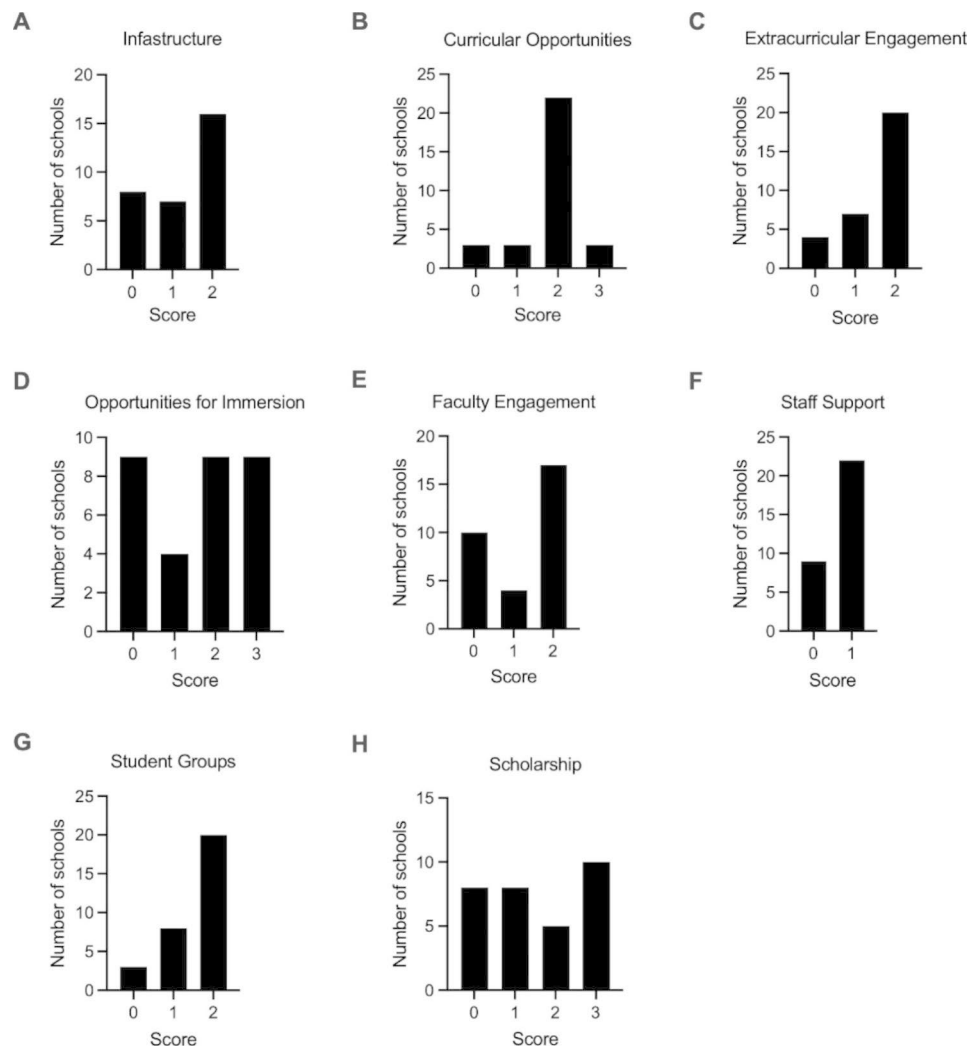 A
Infastructure
20
15
10
5
0
Number of schools
0 1 2
Score
B
Curricular Opportunities
25
20
15
10
5
0
Number of schools
0 1 2 3
Score
C
Extracurricular Engagement
25
20
15
10
5
0
Number of schools
0 1 2
Score
D
Opportunities for Immersion
10
8
6
4
2
0
Number of schools
0 1 2 3
Score
E
Faculty Engagement
20
15
10
5
0
Number of schools
0 1 2
Score
F
Staff Support
25
20
15
10
5
0
Number of schools
0 1
Score
G
Student Groups
25
20
15
10
5
0
Number of schools
0 1 2
Score
H
Scholarship
15
10
5
0
Number of schools
0 1 2 3
Score